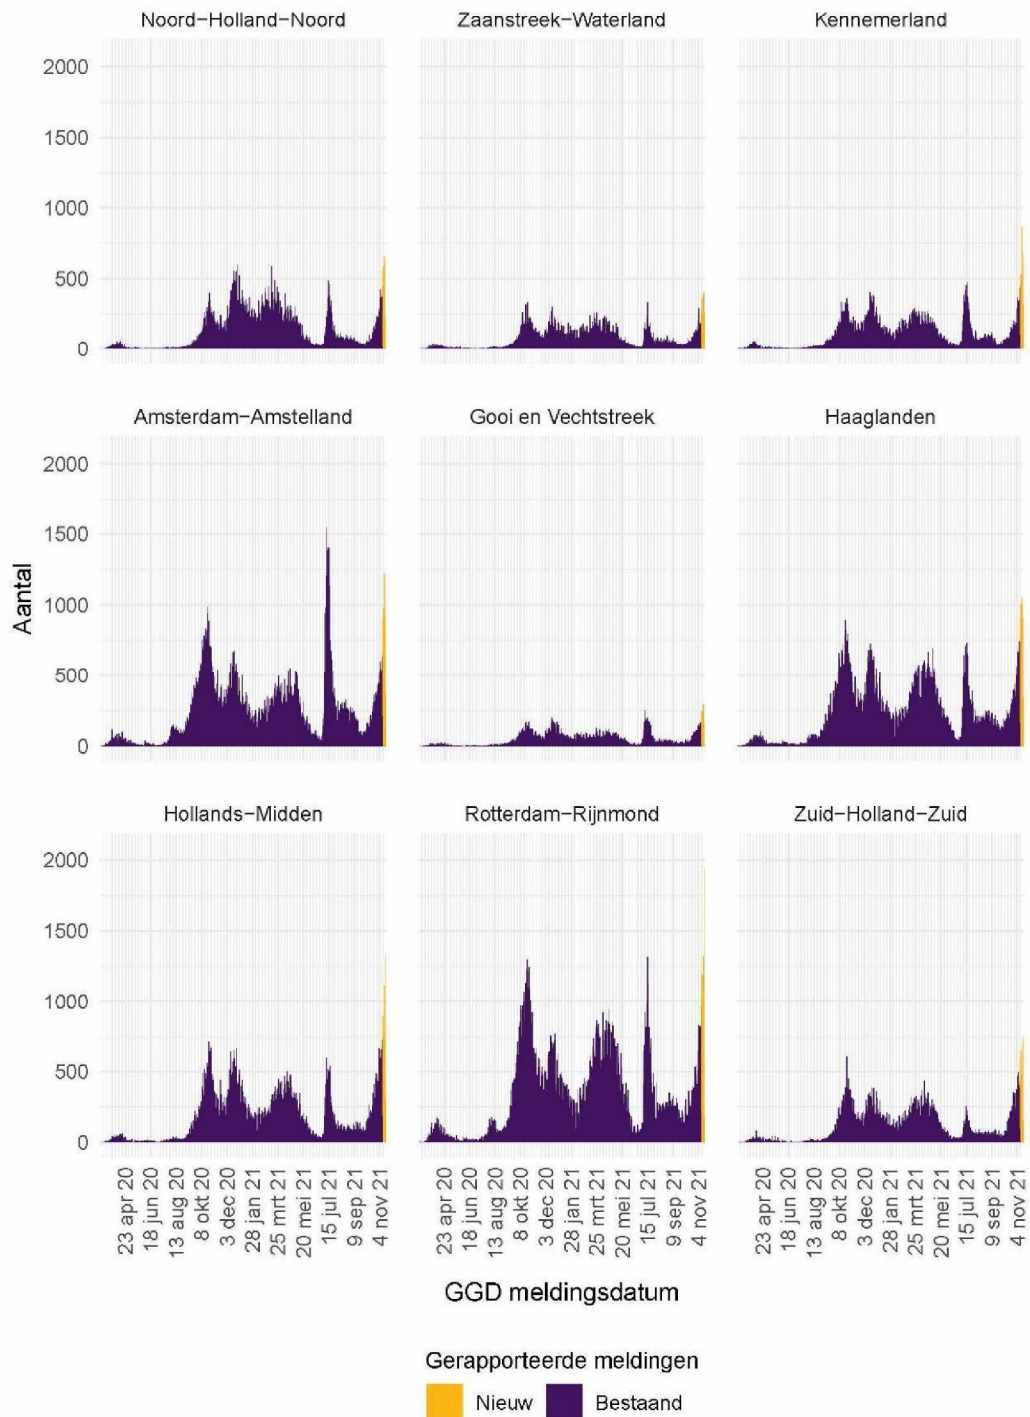 Noord−Holland−Noord Zaanstreek−Waterland Kennemerland
2000
1500
1000
500
0
Amsterdam−Amstelland Gooi en Vechtstreek Haaglanden
2000
1500
1000
500
0
Aantal
Hollands−Midden Rotterdam−Rijnmond Zuid−Holland−Zuid
2000
1500
1000
500
0
23 apr 20 18 jun 20 13 aug 20 8 okt 20 3 dec 20 28 jan 21 25 mrt 21 20 mei 21 15 jul 21 9 sep 21 4 nov 21
23 apr 20 18 jun 20 13 aug 20 8 okt 20 3 dec 20 28 jan 21 25 mrt 21 20 mei 21 15 jul 21 9 sep 21 4 nov 21
23 apr 20 18 jun 20 13 aug 20 8 okt 20 3 dec 20 28 jan 21 25 mrt 21 20 mei 21 15 jul 21 9 sep 21 4 nov 21
GGD meldingsdatum
Gerapporteerde meldingen
Nieuw Bestaand